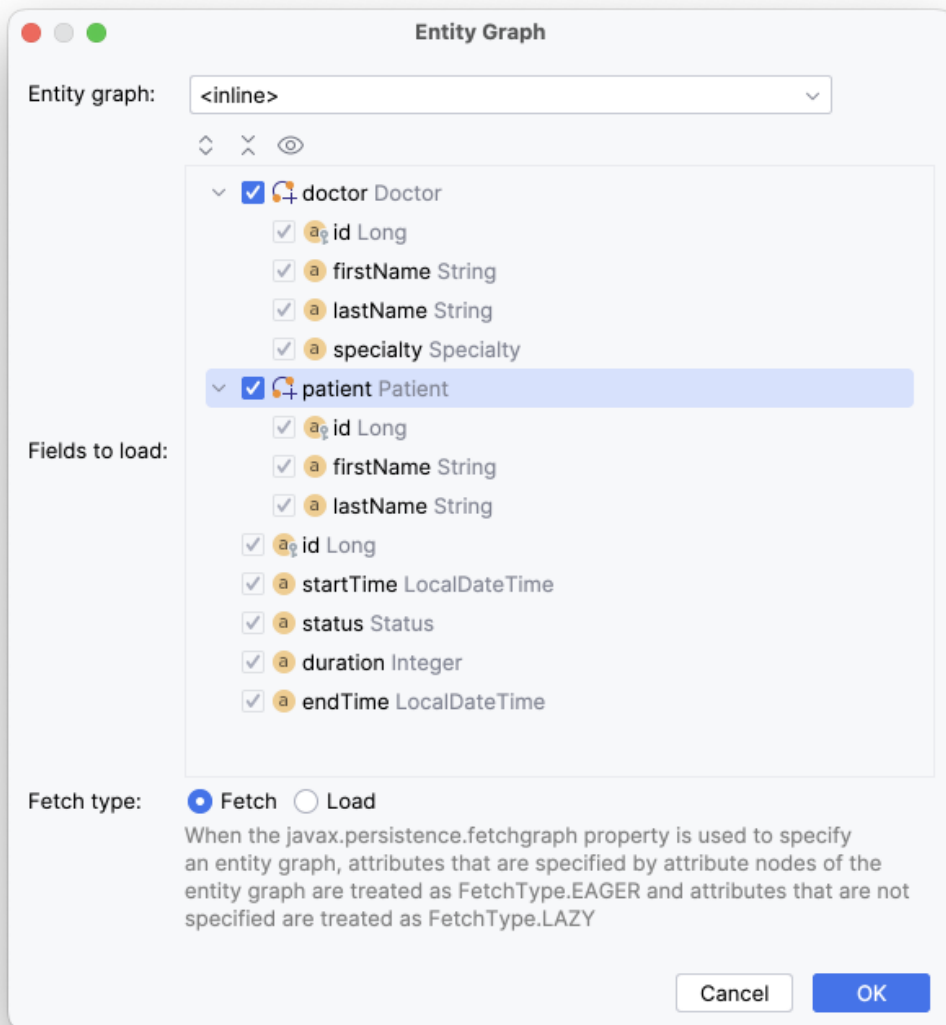 Entity Graph
Entity graph:
<inline>
doctor Doctor
a id Long
a firstName String
a lastName String
a specialty Specialty
patient Patient
a id Long
Fields to load:
a firstName String
a lastName String
a id Long
a startTime LocalDateTime
a status Status
a duration Integer
a endTime LocalDateTime
Fetch type: Fetch Load
When the javax.persistence.fetchgraph property is used to specify
an entity graph, attributes that are specified by attribute nodes of the
entity graph are treated as FetchType.EAGER and attributes that are not
specified are treated as FetchType.LAZY
Cancel OK